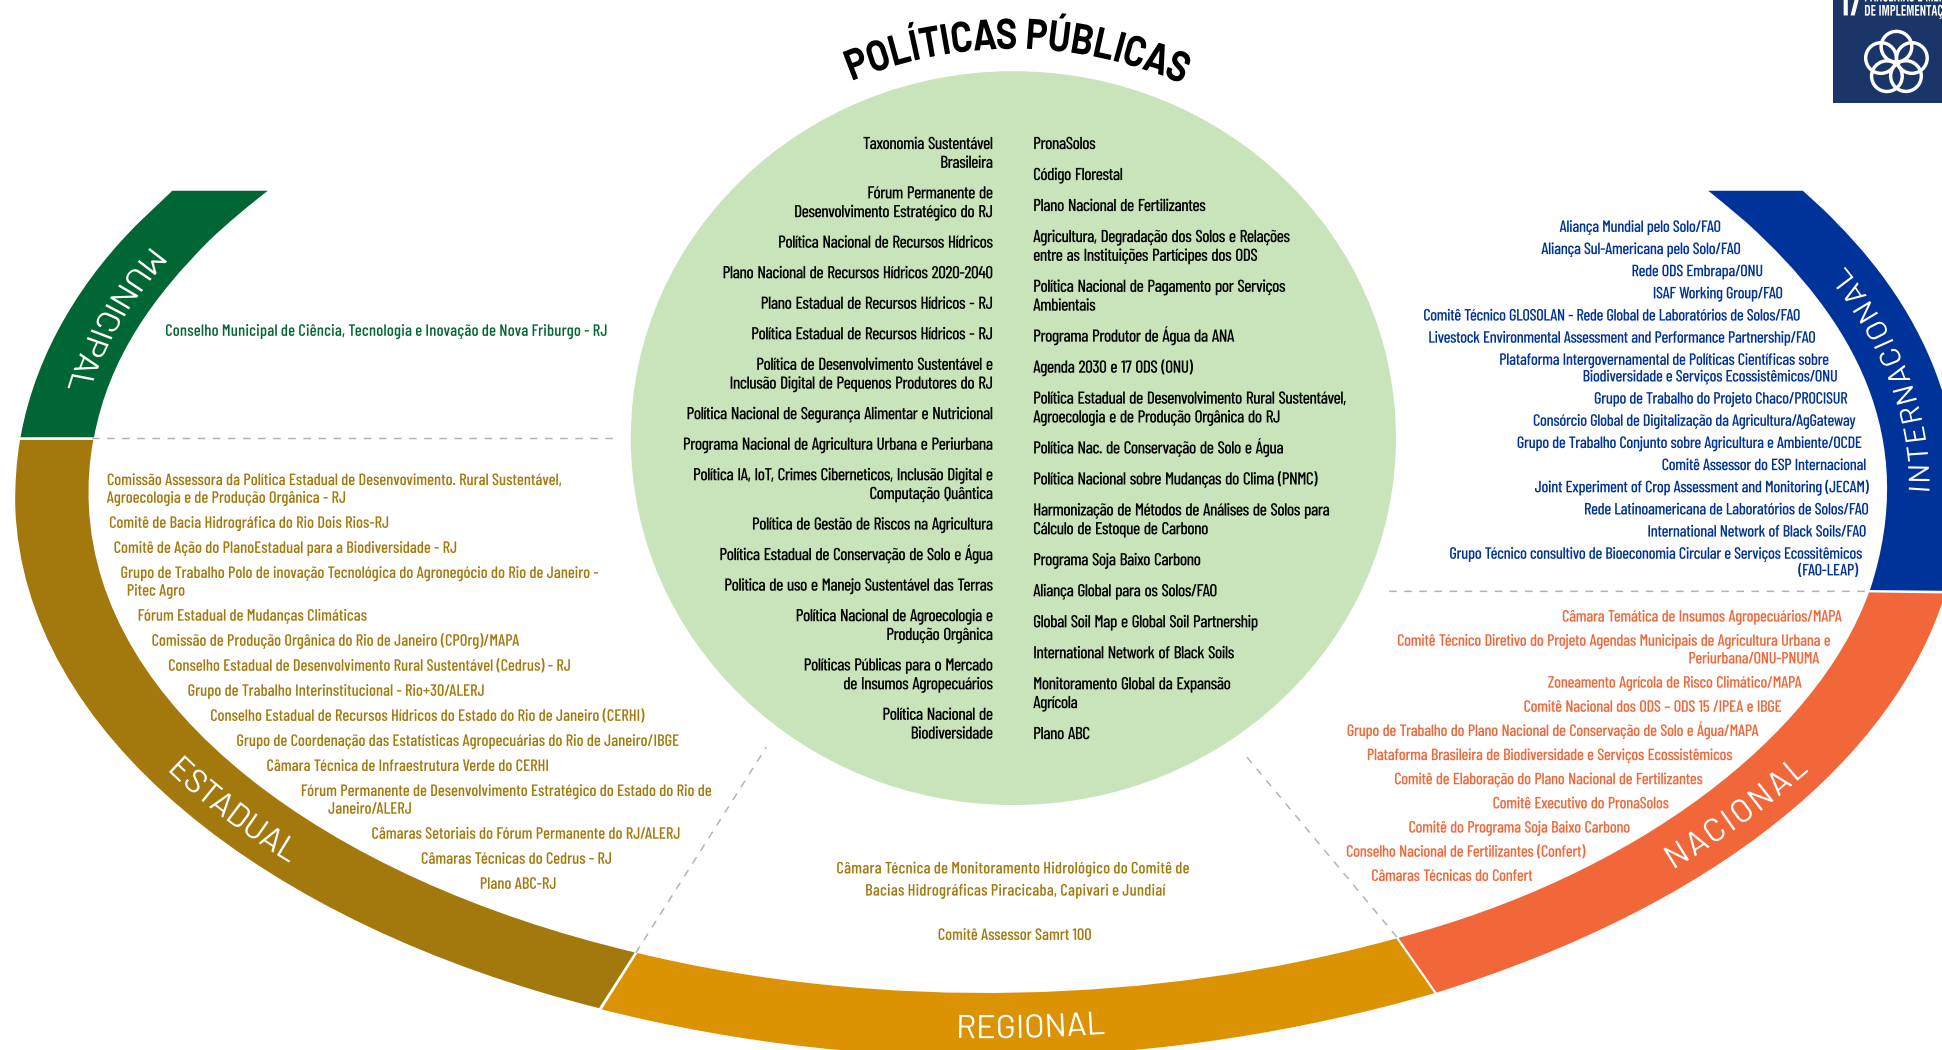 DE IMPLEMENTAÇ
POLÍTICAS PÚBLICAS
Taxonomia Sustentável
Brasileira
Fórum Permanente de
Desenvolvimento Estratégico do RJ
Política Nacional de Recursos Hídricos
Plano Nacional de Recursos Hídricos 2020-2040
Plano Estadual de Recursos Hídricos - RJ
Política Estadual de Recursos Hídricos - RJ
Política de Desenvolvimento Sustentável e
Inclusão Digital de Pequenos Produtores do RJ
Política Nacional de Segurança Alimentar e Nutricional
Programa Nacional de Agricultura Urbana e Periurbana
Política IA, IoT, Crimes Ciberneticos, Inclusão Digital e
Computação Quântica
Política de Gestão de Riscos na Agricultura
Política Estadual de Conservação de Solo e Água
Politica de uso e Manejo Sustentável das Terras
Política Nacional de Agroecologia e
Produção Orgânica
Políticas Públicas para o Mercado
de Insumos Agropecuários
Política Nacional de
Biodiversidade
PronaSolos
Código Florestal
Plano Nacional de Fertilizantes
Agricultura, Degradação dos Solos e Relações
entre as Instituições Partícipes dos ODS
Política Nacional de Pagamento por Serviços
Ambientais
Programa Produtor de Água da ANA
Agenda 2030 e 17 ODS (ONU)
Política Estadual de Desenvolvimento Rural Sustentável,
Agroecologia e de Produção Orgânica do RJ
Política Nac. de Conservação de Solo e Água
Política Nacional sobre Mudanças do Clima (PNMC)
Harmonização de Métodos de Análises de Solos para
Cálculo de Estoque de Carbono
Programa Soja Baixo Carbono
Aliança Global para os Solos/FAO
Global Soil Map e Global Soil Partnership
International Network of Black Soils
Monitoramento Global da Expansão
Agrícola
Plano ABC
MUNICIPAL
Conselho Municipal de Ciência, Tecnologia e Inovação de Nova Friburgo - RJ
ESTADUAL
Comissão Assessora da Política Estadual de Desenvovimento. Rural Sustentável,
Agroecologia e de Produção Orgânica - RJ
Comitê de Bacia Hidrográfica do Rio Dois Rios-RJ
Comitê de Ação do PlanoEstadual para a Biodiversidade - RJ
Grupo de Trabalho Polo de inovação Tecnológica do Agronegócio do Rio de Janeiro -
Pitec Agro
Fórum Estadual de Mudanças Climáticas
Comissão de Produção Orgânica do Rio de Janeiro (CPOrg)/MAPA
Conselho Estadual de Desenvolvimento Rural Sustentável (Cedrus) - RJ
Grupo de Trabalho Interinstitucional - Rio+30/ALERJ
Conselho Estadual de Recursos Hídricos do Estado do Rio de Janeiro (CERHI)
Grupo de Coordenação das Estatísticas Agropecuárias do Rio de Janeiro/IBGE
Câmara Técnica de Infraestrutura Verde do CERHI
Fórum Permanente de Desenvolvimento Estratégico do Estado do Rio de
Janeiro/ALERJ
Câmaras Setoriais do Fórum Permanente do RJ/ALERJ
Câmaras Técnicas do Cedrus - RJ
Plano ABC-RJ
Câmara Técnica de Monitoramento Hidrológico do Comitê de
Bacias Hidrográficas Piracicaba, Capivari e Jundiaí
Comitê Assessor Samrt 100
REGIONAL
INTERNACIONAL
Aliança Mundial pelo Solo/FAO
Aliança Sul-Americana pelo Solo/FAO
Rede ODS Embrapa/ONU
ISAF Working Group/FAO
Comitê Técnico GLOSOLAN - Rede Global de Laboratórios de Solos/FAO
Livestock Environmental Assessment and Performance Partnership/FAO
Plataforma Intergovernamental de Políticas Científicas sobre
Biodiversidade e Serviços Ecossistêmicos/ONU
Grupo de Trabalho do Projeto Chaco/PROCISUR
Consórcio Global de Digitalização da Agricultura/AgGateway
Grupo de Trabalho Conjunto sobre Agricultura e Ambiente/OCDE
Comitê Assessor do ESP Internacional
Joint Experiment of Crop Assessment and Monitoring (JECAM)
Rede Latinoamericana de Laboratórios de Solos/FAO
International Network of Black Soils/FAO
Grupo Técnico consultivo de Bioeconomia Circular e Serviços Ecossitêmicos
(FAO-LEAP)
NACIONAL
Câmara Temática de Insumos Agropecuários/MAPA
Comitê Técnico Diretivo do Projeto Agendas Municipais de Agricultura Urbana e
Periurbana/ONU-PNUMA
Zoneamento Agrícola de Risco Climático/MAPA
Comitê Nacional dos ODS – ODS 15 /IPEA e IBGE
Grupo de Trabalho do Plano Nacional de Conservação de Solo e Água/MAPA
Plataforma Brasileira de Biodiversidade e Serviços Ecossistêmicos
Comitê de Elaboração do Plano Nacional de Fertilizantes
Comitê Executivo do PronaSolos
Comitê do Programa Soja Baixo Carbono
Conselho Nacional de Fertilizantes (Confert)
Câmaras Técnicas do Confert